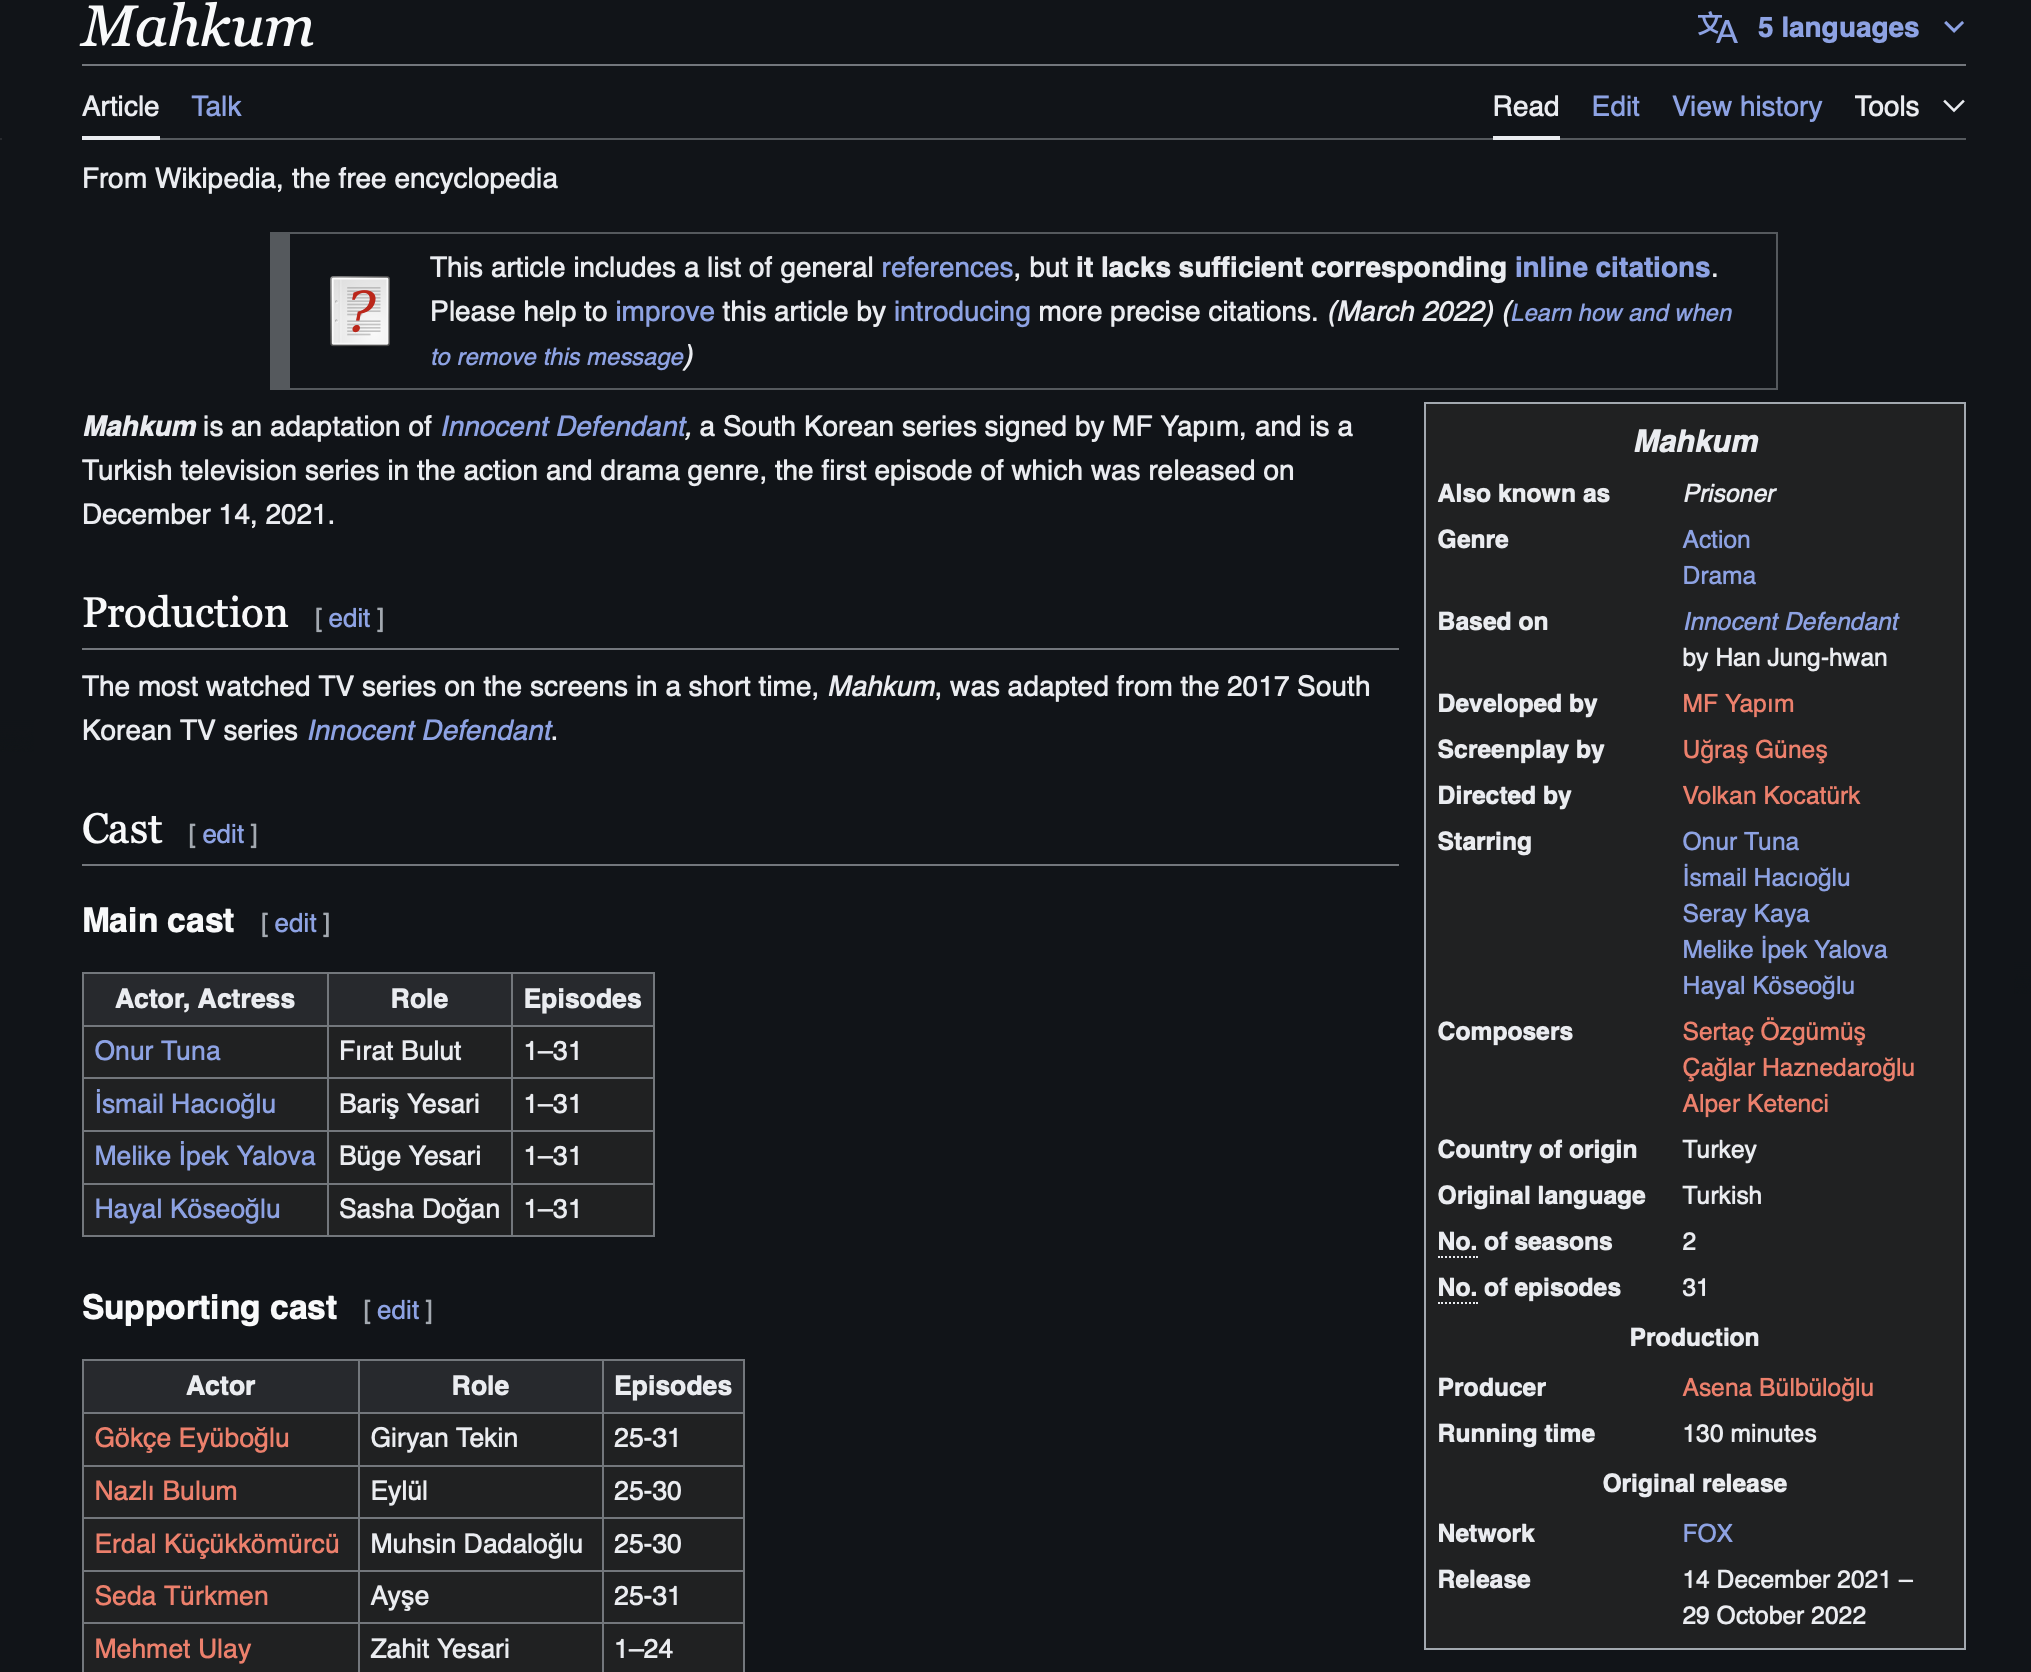 Mahkum
5 languages
Article Talk
Read Edit View history Tools
From Wikipedia, the free encyclopedia
This article includes a list of general references, but it lacks sufficient corresponding inline citations.
Please help to improve this article by introducing more precise citations. (March 2022) (Learn how and when
to remove this message)
Mahkum is an adaptation of Innocent Defendant, a South Korean series signed by MF Yapım, and is a
Turkish television series in the action and drama genre, the first episode of which was released on
December 14, 2021.
Production [ edit ]
The most watched TV series on the screens in a short time, Mahkum, was adapted from the 2017 South
Korean TV series Innocent Defendant.
Cast [ edit ]
Main cast [ edit ]
Actor, Actress Role Episodes
Onur Tuna Fırat Bulut 1–31
İsmail Hacıoğlu Bariş Yesari 1–31
Melike İpek Yalova Büge Yesari 1–31
Hayal Köseoğlu Sasha Doğan 1–31
Supporting cast [ edit ]
Actor Role Episodes
Gökçe Eyüboğlu Giryan Tekin 25-31
Nazlı Bulum Eylül 25-30
Erdal Küçükkömürcü Muhsin Dadaloğlu 25-30
Seda Türkmen Ayşe 25-31
Mehmet Ulay Zahit Yesari 1–24
Mahkum
Also known as Prisoner
Genre Action
Drama
Based on Innocent Defendant
by Han Jung-hwan
Developed by MF Yapım
Screenplay by Uğraş Güneş
Directed by Volkan Kocatürk
Starring Onur Tuna
İsmail Hacıoğlu
Seray Kaya
Melike İpek Yalova
Hayal Köseoğlu
Composers Sertaç Özgümüş
Çağlar Haznedaroğlu
Alper Ketenci
Country of origin Turkey
Original language Turkish
No. of seasons 2
No. of episodes 31
Production
Producer Asena Bülbüloğlu
Running time 130 minutes
Original release
Network FOX
Release 14 December 2021 –
29 October 2022